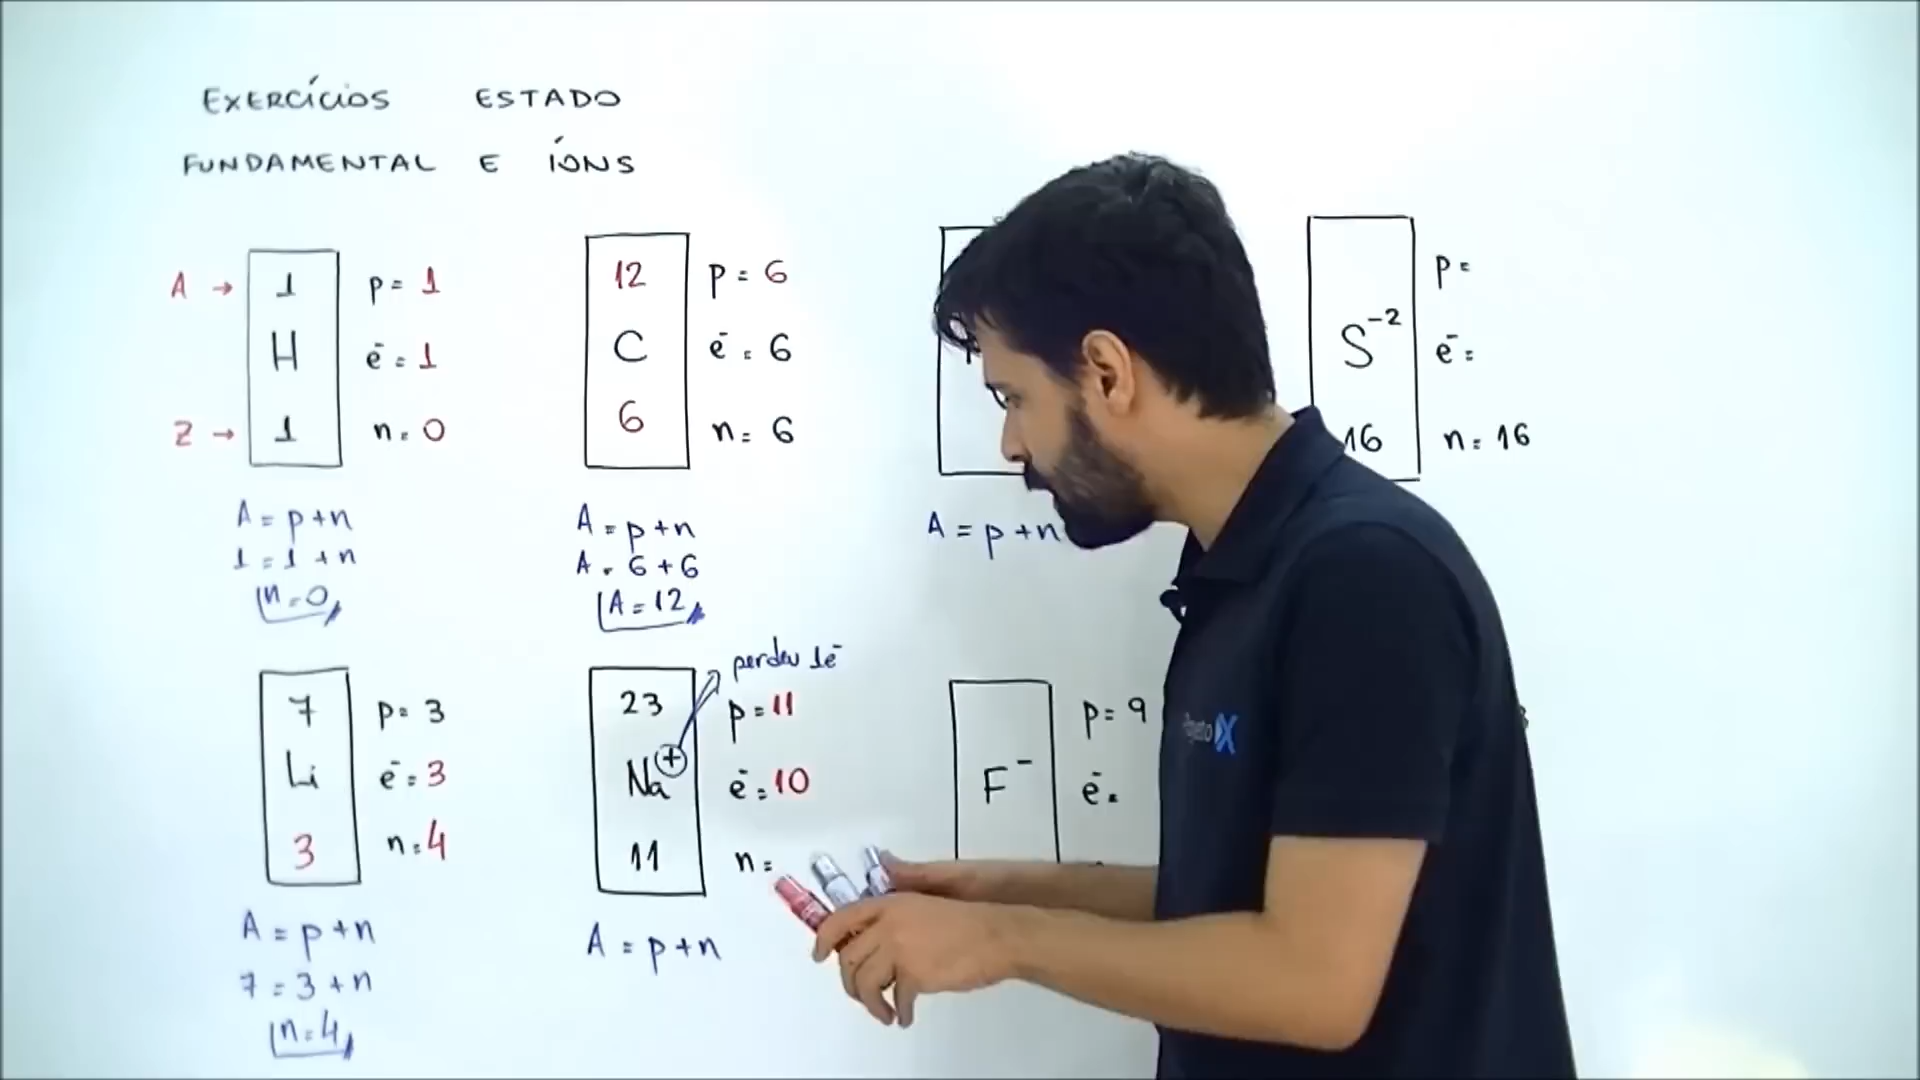 EXERCÍCIOS ESTADO
FUNDAMENTAL E ÍONS
A → 1 p = 1
H e⁻ = 1
Z → 1 n = 0
A = p + n
1 = 1 + n
n = 0
12 p = 6
C e⁻ = 6
6 n = 6
A = p + n
A = 6 + 6
A = 12
A = p + n
p =
S⁻² e⁻ =
16 n = 16
7 p = 3
Li e⁻ = 3
3 n = 4
A = p + n
7 = 3 + n
n = 4
perdeu 1e⁻
23 p = 11
Na⁺ e⁻ = 10
11 n =
A = p + n
p = 9
F⁻ e⁻ =
X